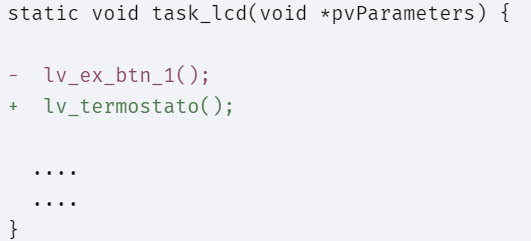 static void task_lcd(void *pvParameters) {
-  lv_ex_btn_1();
+  lv_termostato();
....
....
}